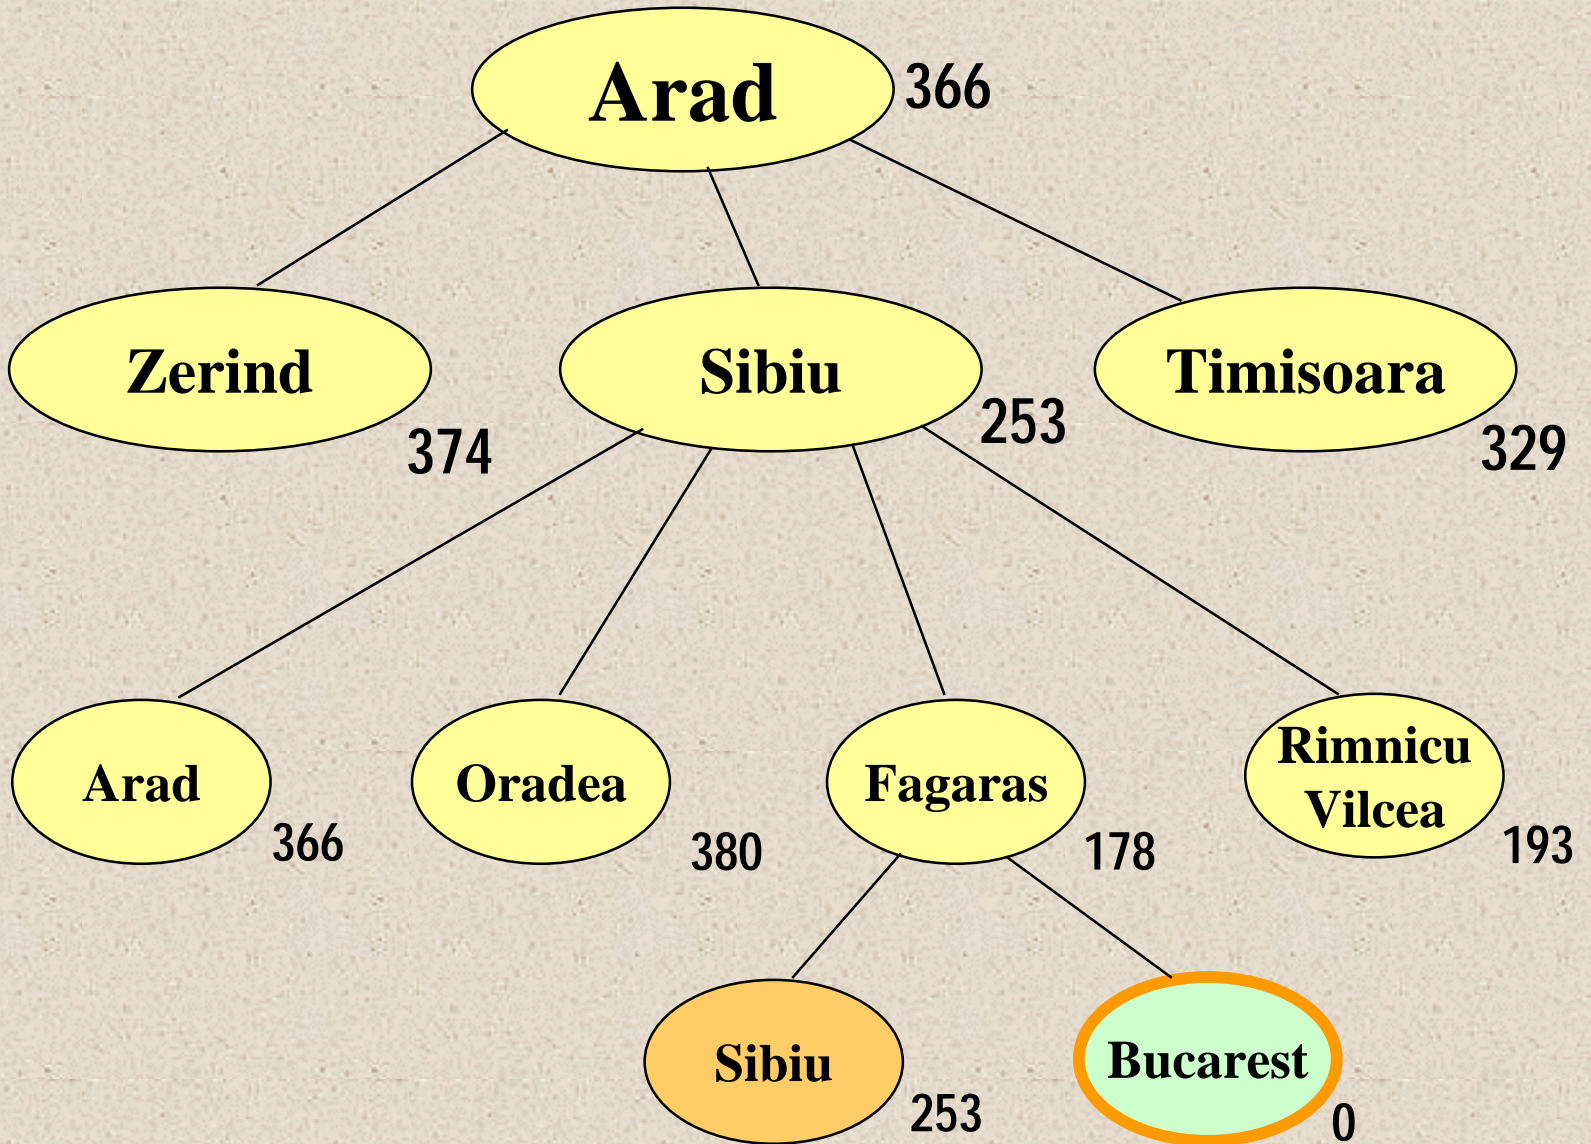 Arad
366
Zerind
374
Sibiu
253
Timisoara
329
Arad
366
Oradea
380
Fagaras
178
Rimnicu
Vilcea
193
Sibiu
253
Bucarest
0